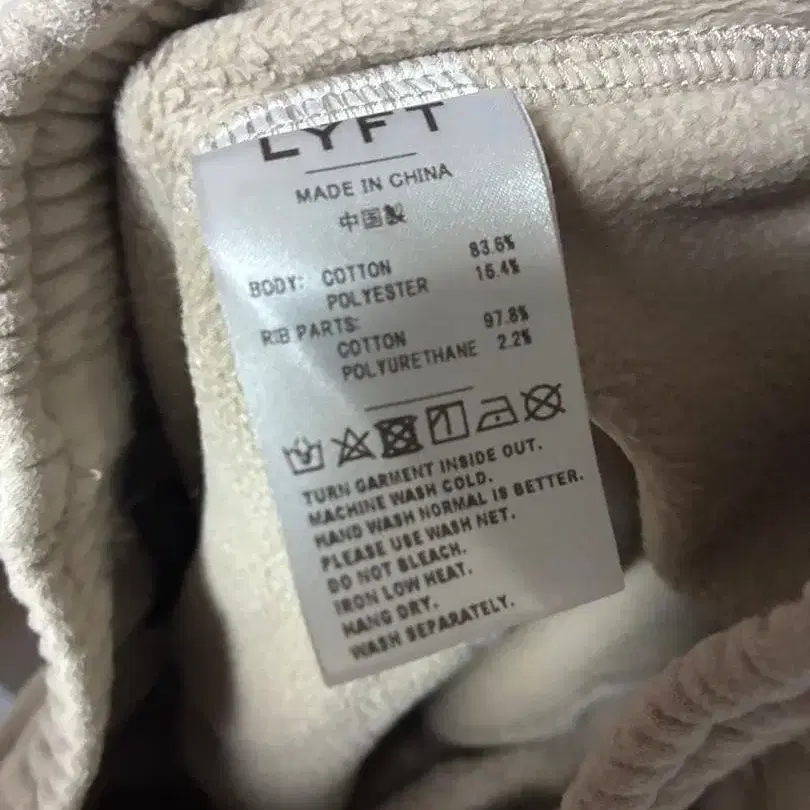 LYFT
MADE IN CHINA
中国製
BODY: COTTON 83.6%
POLYESTER 16.4%
RIB PARTS:
COTTON 97.8%
POLYURETHANE 2.2%
TURN GARMENT INSIDE OUT.
MACHINE WASH COLD.
HAND WASH NORMAL IS BETTER.
PLEASE USE WASH NET.
DO NOT BLEACH.
IRON LOW HEAT.
HANG DRY.
WASH SEPARATELY.